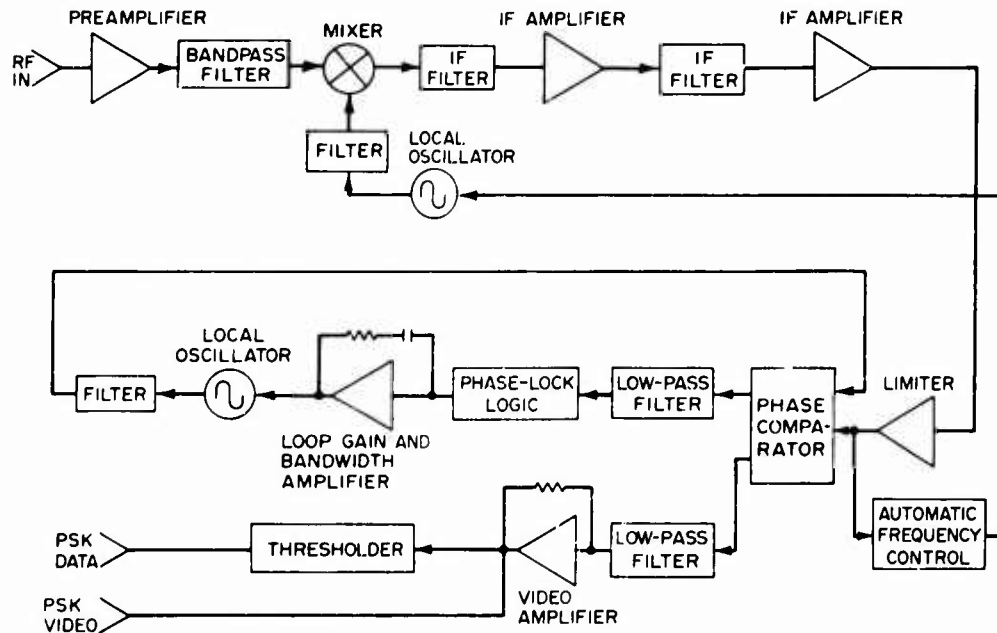 PREAMPLIFIER
MIXER
IF AMPLIFIER
IF AMPLIFIER
RF
IN
BANDPASS
FILTER
IF
FILTER
IF
FILTER
FILTER
LOCAL
OSCILLATOR
LOCAL
OSCILLATOR
FILTER
LOOP GAIN AND
BANDWIDTH
AMPLIFIER
PHASE-LOCK
LOGIC
LOW-PASS
FILTER
PHASE
COMPA-
RATOR
LIMITER
AUTOMATIC
FREQUENCY
CONTROL
PSK
DATA
THRESHOLDER
LOW-PASS
FILTER
VIDEO
AMPLIFIER
PSK
VIDEO